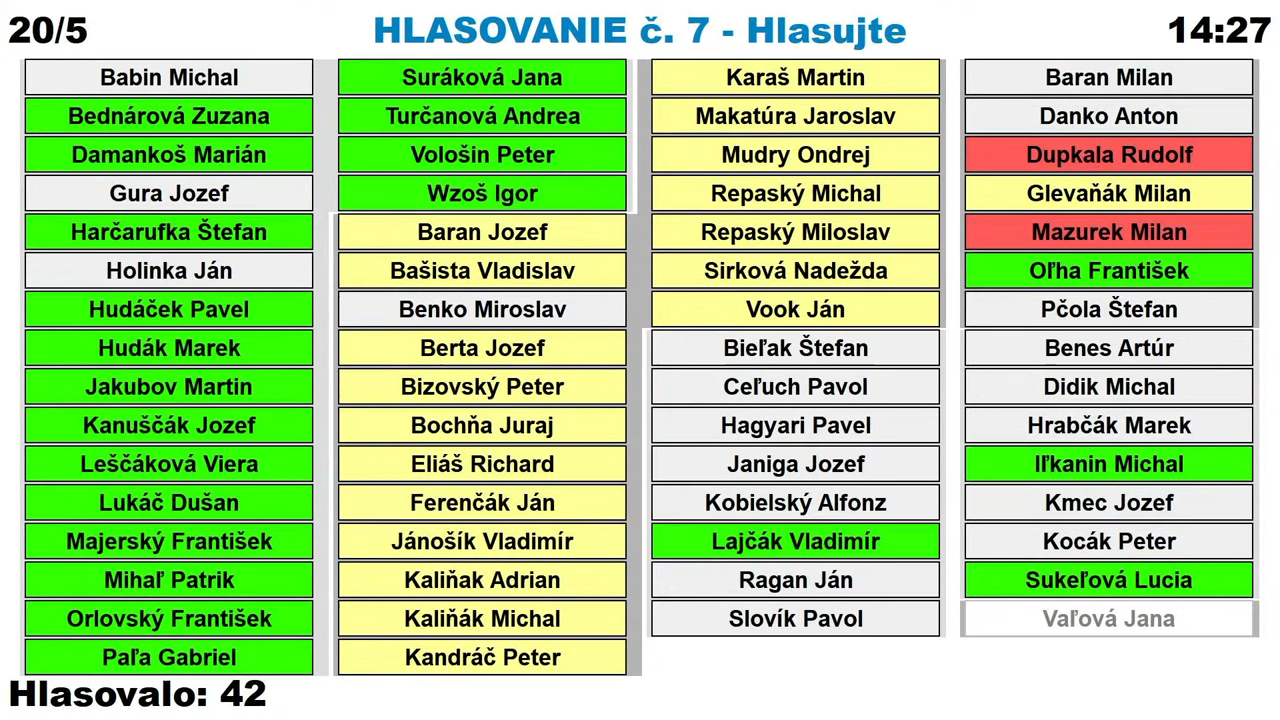 20/5
HLASOVANIE č. 7 - Hlasujte
14:27
Babin Michal
Bednárová Zuzana
Damankoš Marián
Gura Jozef
Harčarufka Štefan
Holinka Ján
Hudáček Pavel
Hudák Marek
Jakubov Martin
Kanuščák Jozef
Leščáková Viera
Lukáč Dušan
Majerský František
Mihaľ Patrik
Orlovský František
Paľa Gabriel
Suráková Jana
Turčanová Andrea
Vološin Peter
Wzoš Igor
Baran Jozef
Bašista Vladislav
Benko Miroslav
Berta Jozef
Bizovský Peter
Bochňa Juraj
Eliáš Richard
Ferenčák Ján
Jánošík Vladimír
Kaliňak Adrian
Kaliňák Michal
Kandráč Peter
Karaš Martin
Makatúra Jaroslav
Mudry Ondrej
Repaský Michal
Repaský Miloslav
Sirková Nadežda
Vook Ján
Bieľak Štefan
Ceľuch Pavol
Hagyari Pavel
Janiga Jozef
Kobielský Alfonz
Lajčák Vladimír
Ragan Ján
Slovík Pavol
Baran Milan
Danko Anton
Dupkala Rudolf
Glevaňák Milan
Mazurek Milan
Oľha František
Pčola Štefan
Benes Artúr
Didik Michal
Hrabčák Marek
Iľkanin Michal
Kmec Jozef
Kocák Peter
Sukeľová Lucia
Vaľová Jana
Hlasovalo: 42